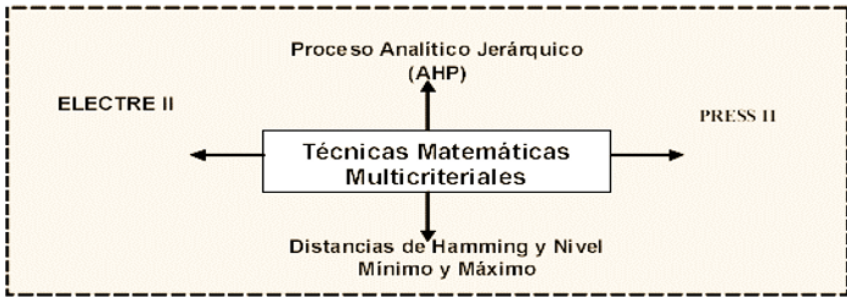 Proceso Analítico Jerárquico
(AHP)
ELECTRE II
PRESS II
Técnicas Matemáticas
Multicriteriales
Distancias de Hamming y Nivel
Mínimo y Máximo